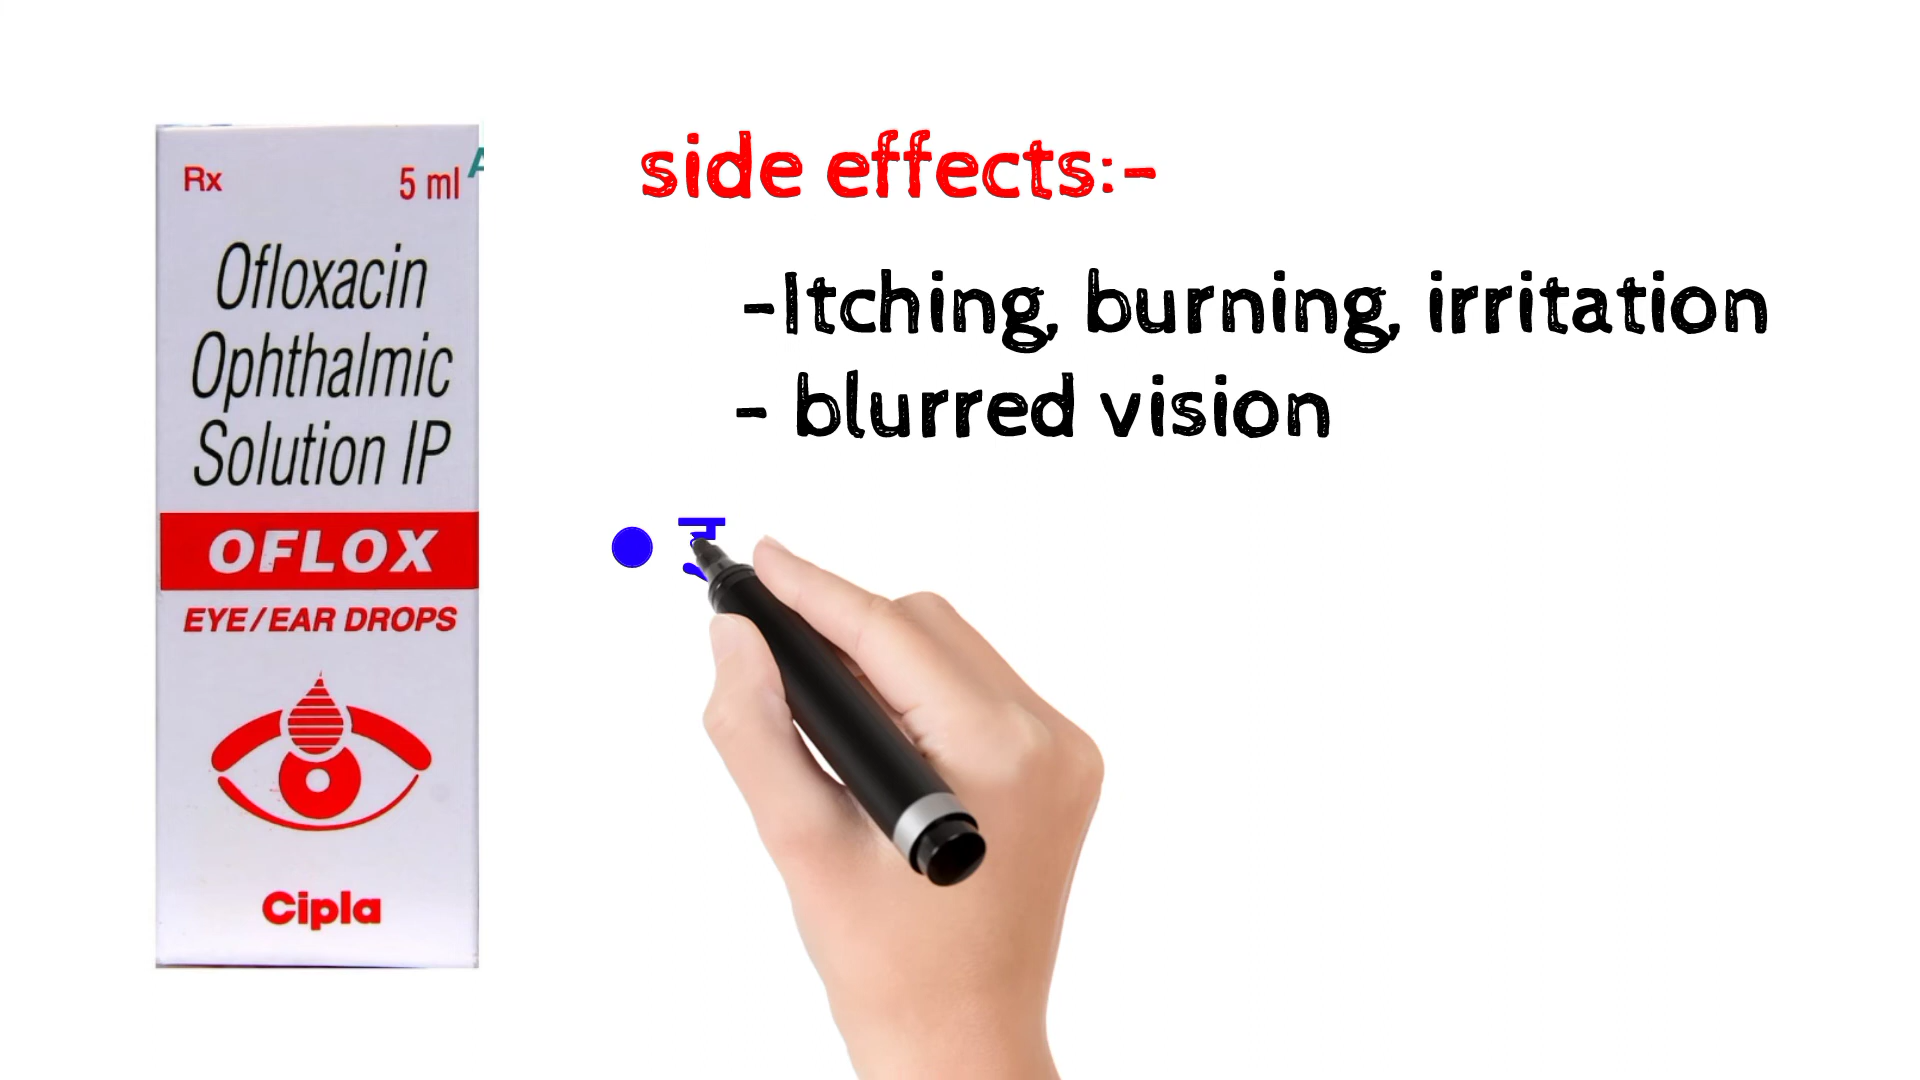 Rx 5 ml
Ofloxacin
Ophthalmic
Solution IP
OFLOX
EYE/EAR DROPS
Cipla
side effects:-
-Itching, burning, irritation
- blurred vision